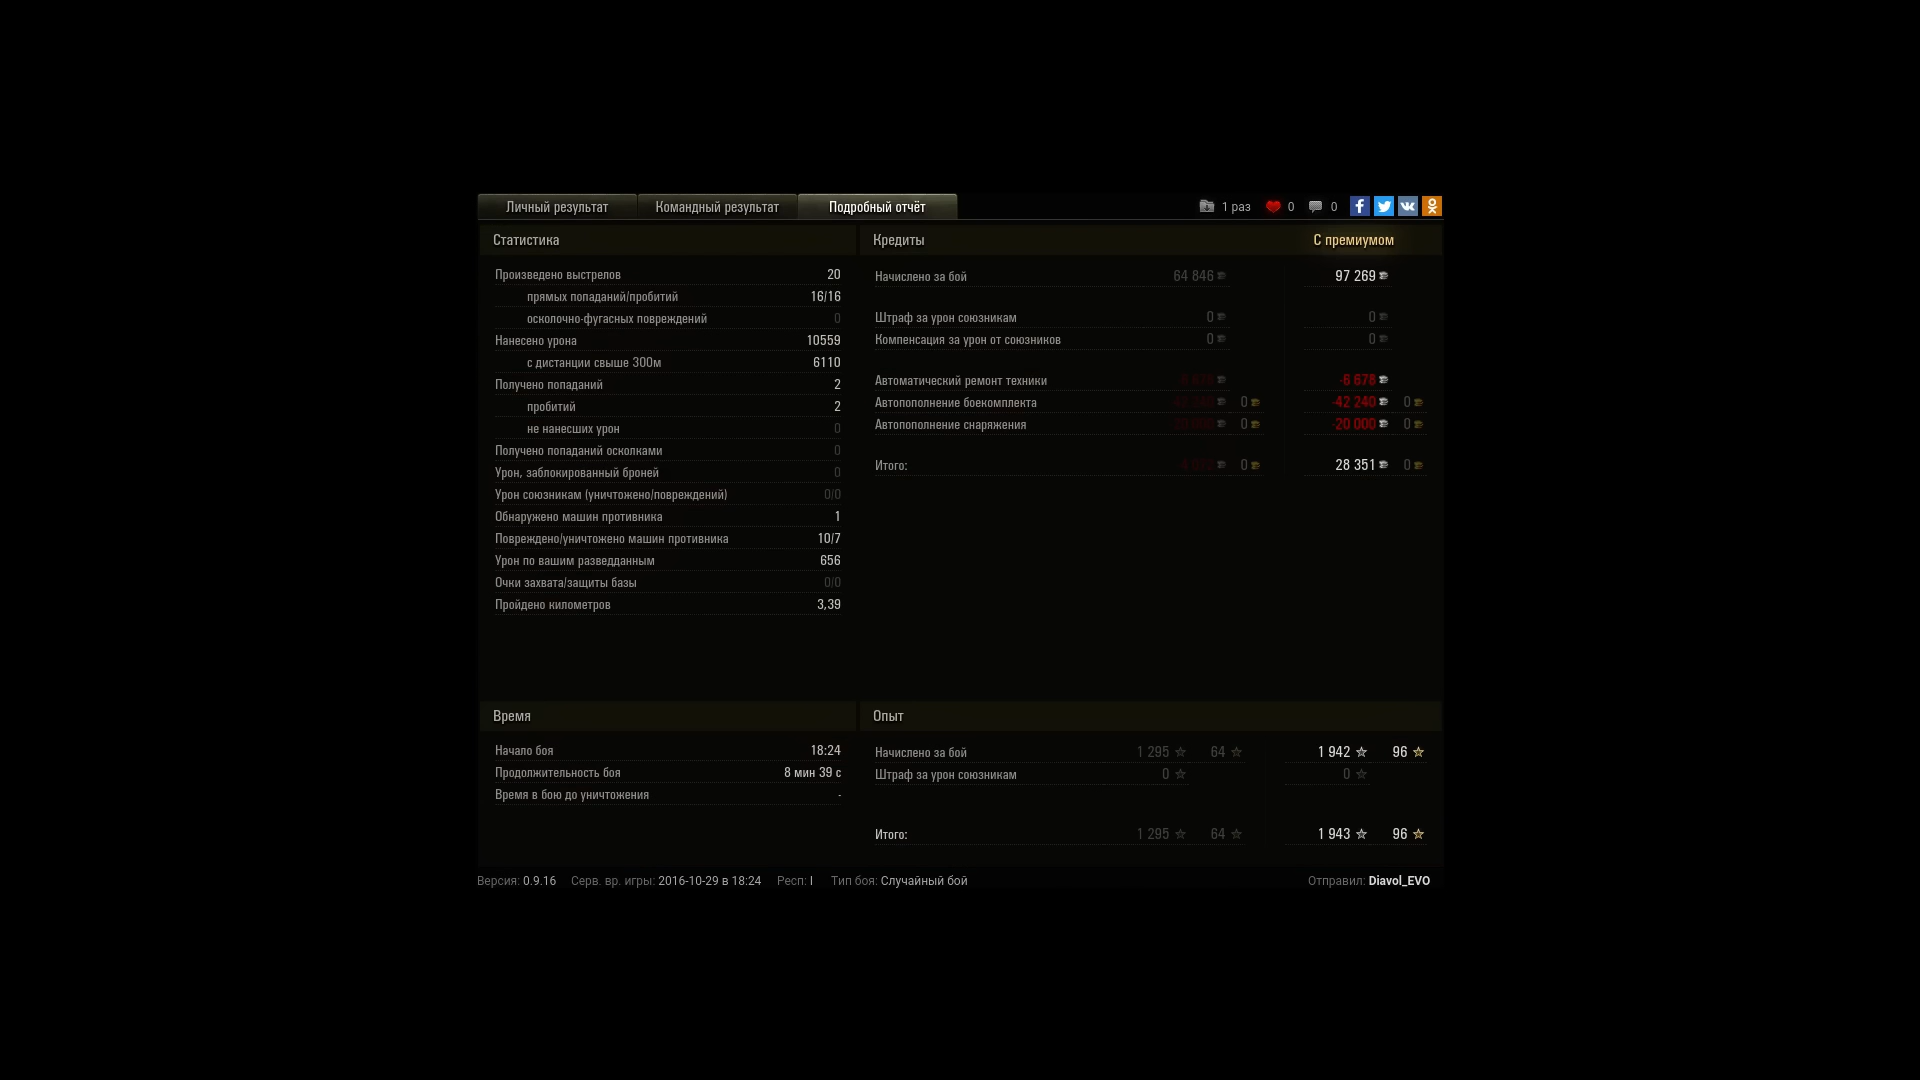 Личный результат Командный результат Подробный отчёт 1 раз 0 0
Статистика
Произведено выстрелов 20
прямых попаданий/пробитий 16/16
осколочно-фугасных повреждений 0
Нанесено урона 10559
с дистанции свыше 300м 6110
Получено попаданий 2
пробитий 2
не нанесших урон 0
Получено попаданий осколками 0
Урон, заблокированный броней 0
Урон союзникам (уничтожено/повреждений) 0/0
Обнаружено машин противника 1
Повреждено/уничтожено машин противника 10/7
Урон по вашим разведданным 656
Очки захвата/защиты базы 0/0
Пройдено километров 3,39
Кредиты С премиумом
Начислено за бой 64 846 97 269
Штраф за урон союзникам 0 0
Компенсация за урон от союзников 0 0
Автоматический ремонт техники -6 678
Автопополнение боекомплекта 0 -42 240 0
Автопополнение снаряжения 0 -20 000 0
Итого: 0 28 351 0
Время
Начало боя 18:24
Продолжительность боя 8 мин 39 с
Время в бою до уничтожения -
Опыт
Начислено за бой 1 295 64 1 942 96
Штраф за урон союзникам 0 0
Итого: 1 295 64 1 943 96
Версия: 0.9.16 Серв. вр. игры: 2016-10-29 в 18:24 Респ: I Тип боя: Случайный бой Отправил: Diavol_EVO